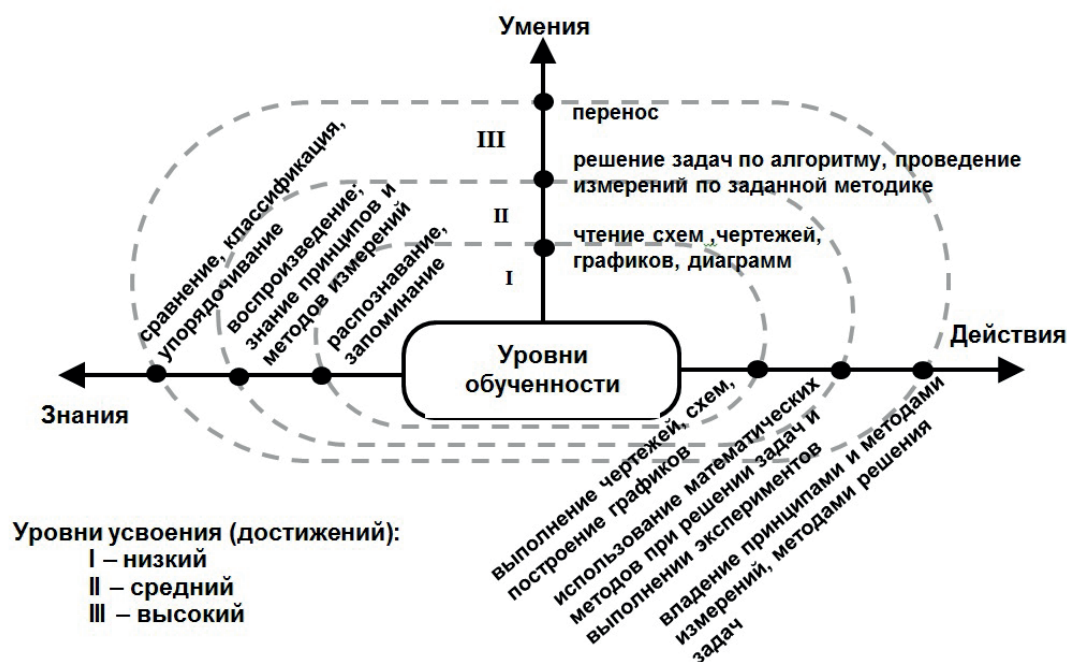 Умения
перенос
III
решение задач по алгоритму, проведение
измерений по заданной методике
II
чтение схем ,чертежей,
графиков, диаграмм
I
сравнение, классификация,
упорядочивание
воспроизведение;
знание принципов и
методов измерений
распознавание,
запоминание
Уровни
обученности
Действия
Знания
выполнение чертежей, схем,
построение графиков
использование математических
методов при решении задач и
выполнении экспериментов
владение принципами и методами
измерений, методами решения
задач
Уровни усвоения (достижений):
I – низкий
II – средний
III – высокий